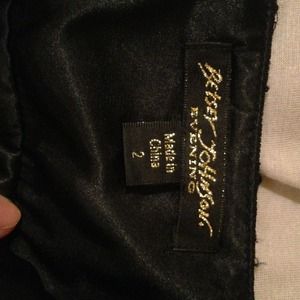 BETSEY JOHNSON
EVENING
Made in
China
2